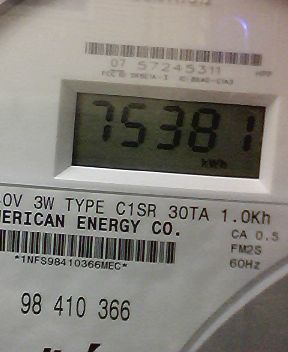 07 57245311
75381
kWh
0V 3W TYPE C1SR 30TA 1.0Kh
MERICAN ENERGY CO.
CA 0.5
FM2S
60Hz
*1NFS98410366MEC*
98 410 366